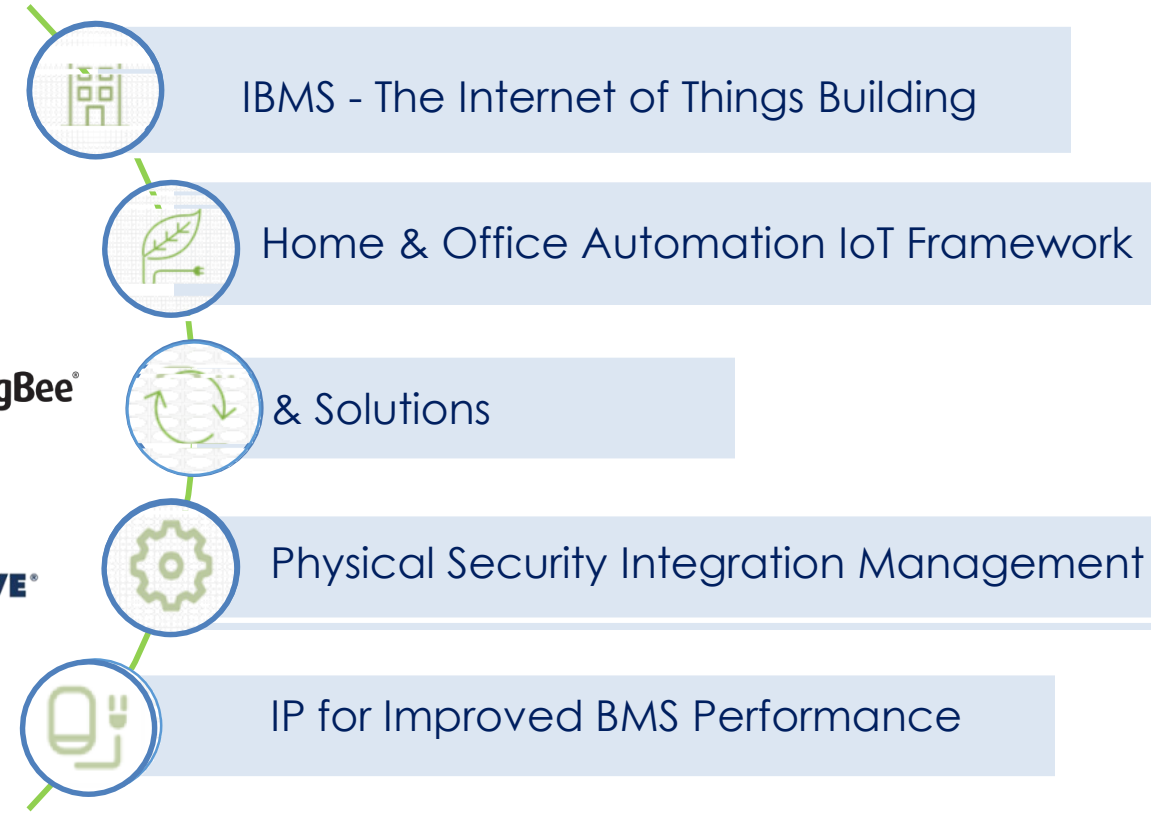 IBMS - The Internet of Things Building
Home & Office Automation IoT Framework
gBee®
& Solutions
Physical Security Integration Management
VE®
IP for Improved BMS Performance